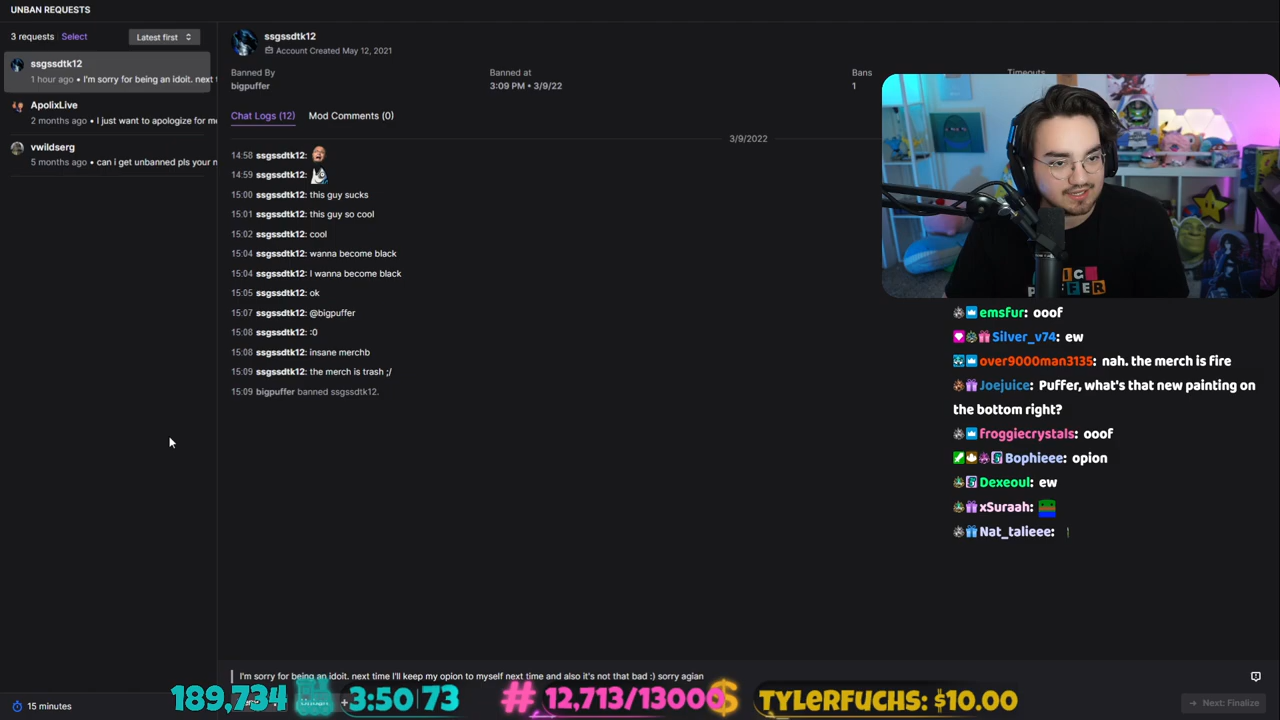 UNBAN REQUESTS
3 requests Select Latest first
ssgssdtk12
1 hour ago • I'm sorry for being an idoit. next
ApolixLive
2 months ago • I just want to apologize for
vwildserg
5 months ago • can i get unbanned pls your
ssgssdtk12
Account Created May 12, 2021
Banned By Banned at Bans Timeouts
bigpuffer 3:09 PM • 3/9/22 1
Chat Logs (12) Mod Comments (0)
3/9/2022
14:58 ssgssdtk12:
14:59 ssgssdtk12:
15:00 ssgssdtk12: this guy sucks
15:01 ssgssdtk12: this guy so cool
15:02 ssgssdtk12: cool
15:04 ssgssdtk12: wanna become black
15:04 ssgssdtk12: I wanna become black
15:05 ssgssdtk12: ok
15:07 ssgssdtk12: @bigpuffer
15:08 ssgssdtk12: :0
15:08 ssgssdtk12: insane merchb
15:09 ssgssdtk12: the merch is trash ;/
15:09 bigpuffer banned ssgssdtk12.
emsfur: ooof
Silver_v74: ew
over9000man3135: nah. the merch is fire
Joejuice: Puffer, what's that new painting on
the bottom right?
froggiecrystals: ooof
Bophieee: opion
Dexeoul: ew
xSuraah:
Nat_talieee:
I'm sorry for being an idoit. next time I'll keep my opion to myself next time and also it's not that bad :) sorry agian
15 minutes
189,734 3:50 73 # 12,713/13000 $ TYLERFUCHS: $10.00
Next: Finalize